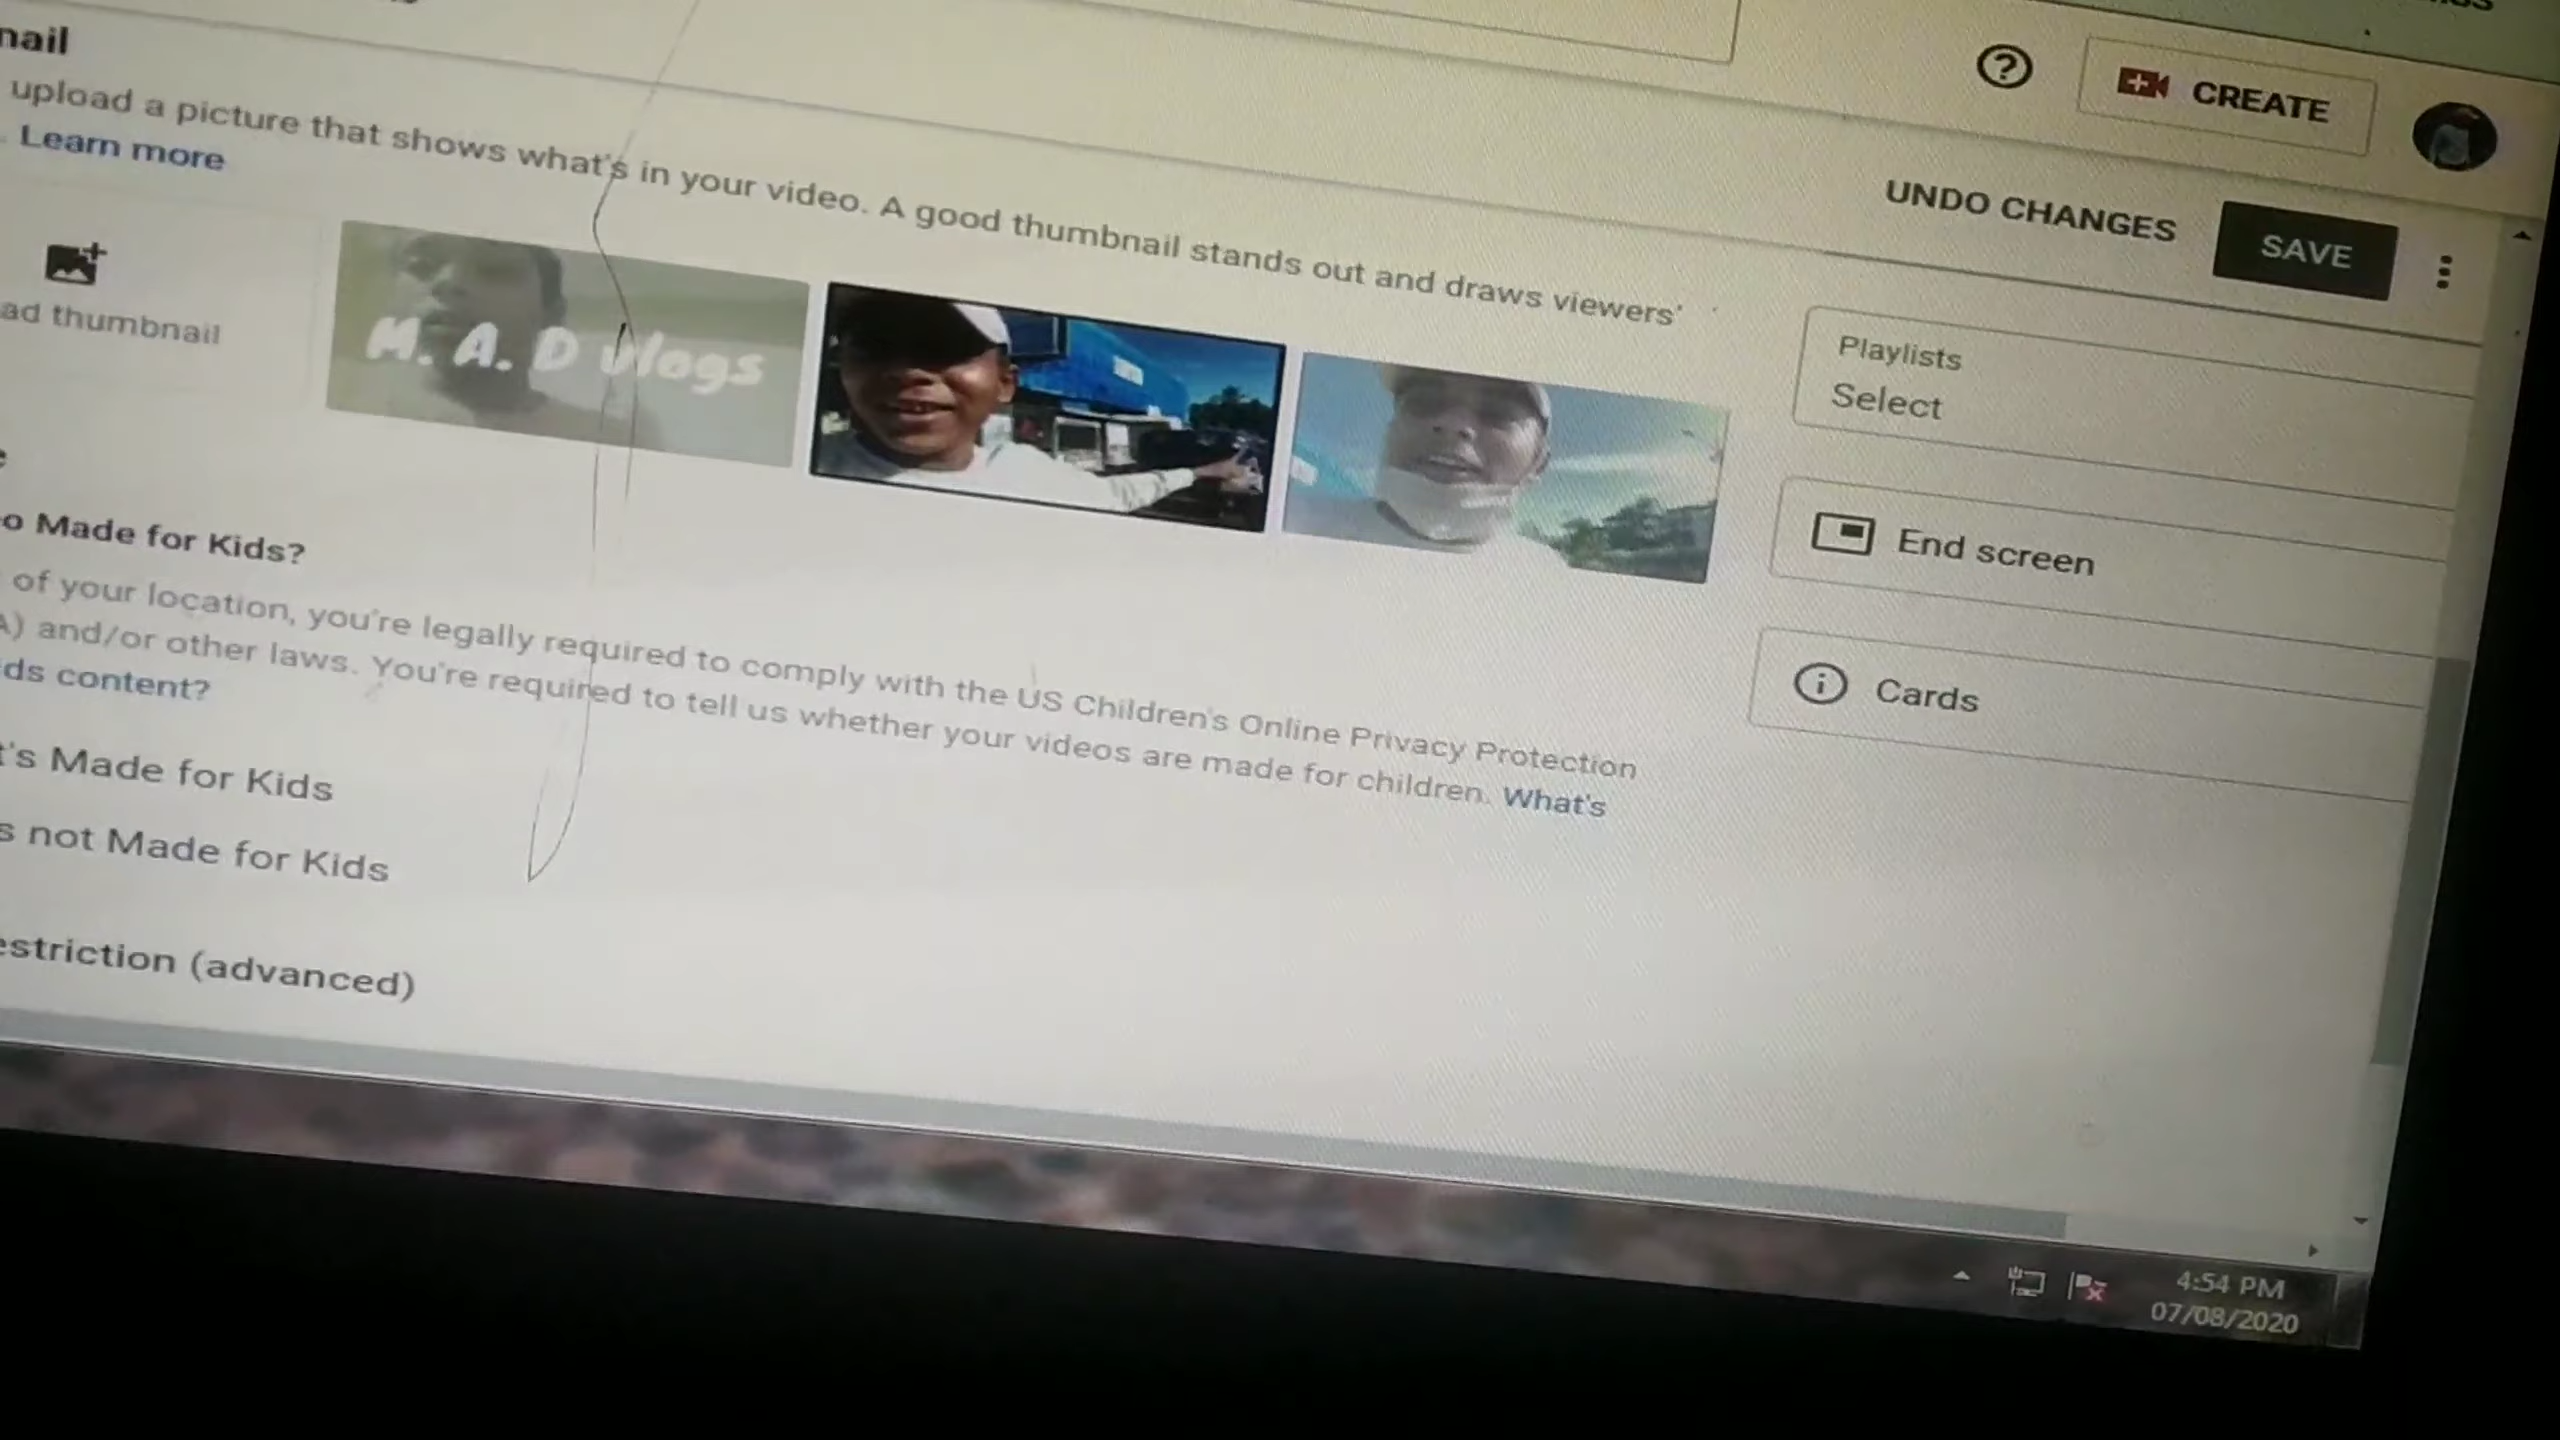 nail
upload a picture that shows what's in your video. A good thumbnail stands out and draws viewers'
Learn more
ad thumbnail
M. A. D vlogs
CREATE
UNDO CHANGES
SAVE
Playlists
Select
End screen
Cards
o Made for Kids?
of your location, you're legally required to comply with the US Children's Online Privacy Protection
A) and/or other laws. You're required to tell us whether your videos are made for children. What's
ds content?
t's Made for Kids
s not Made for Kids
estriction (advanced)
4:54 PM
07/08/2020